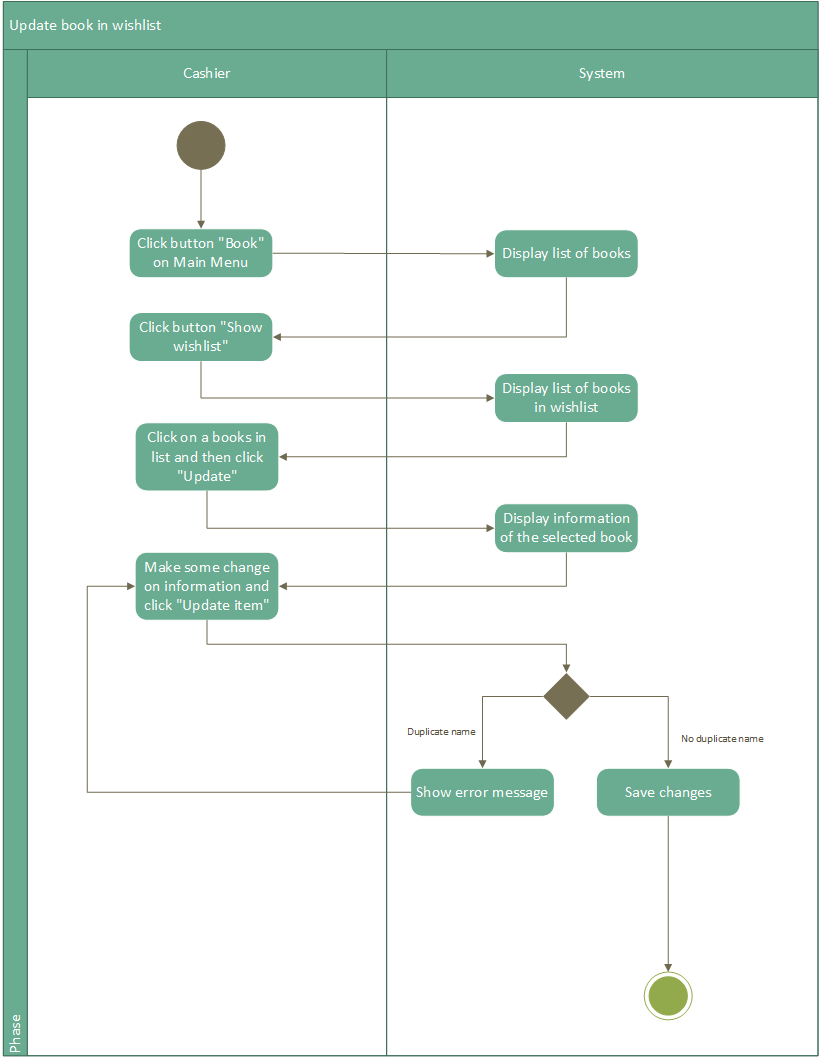 Update book in wishlist
Cashier
System
Click button "Book"
on Main Menu
Display list of books
Click button "Show
wishlist"
Display list of books
in wishlist
Click on a books in
list and then click
"Update"
Display information
of the selected book
Make some change
on information and
click "Update item"
Duplicate name
No duplicate name
Show error message
Save changes
Phase